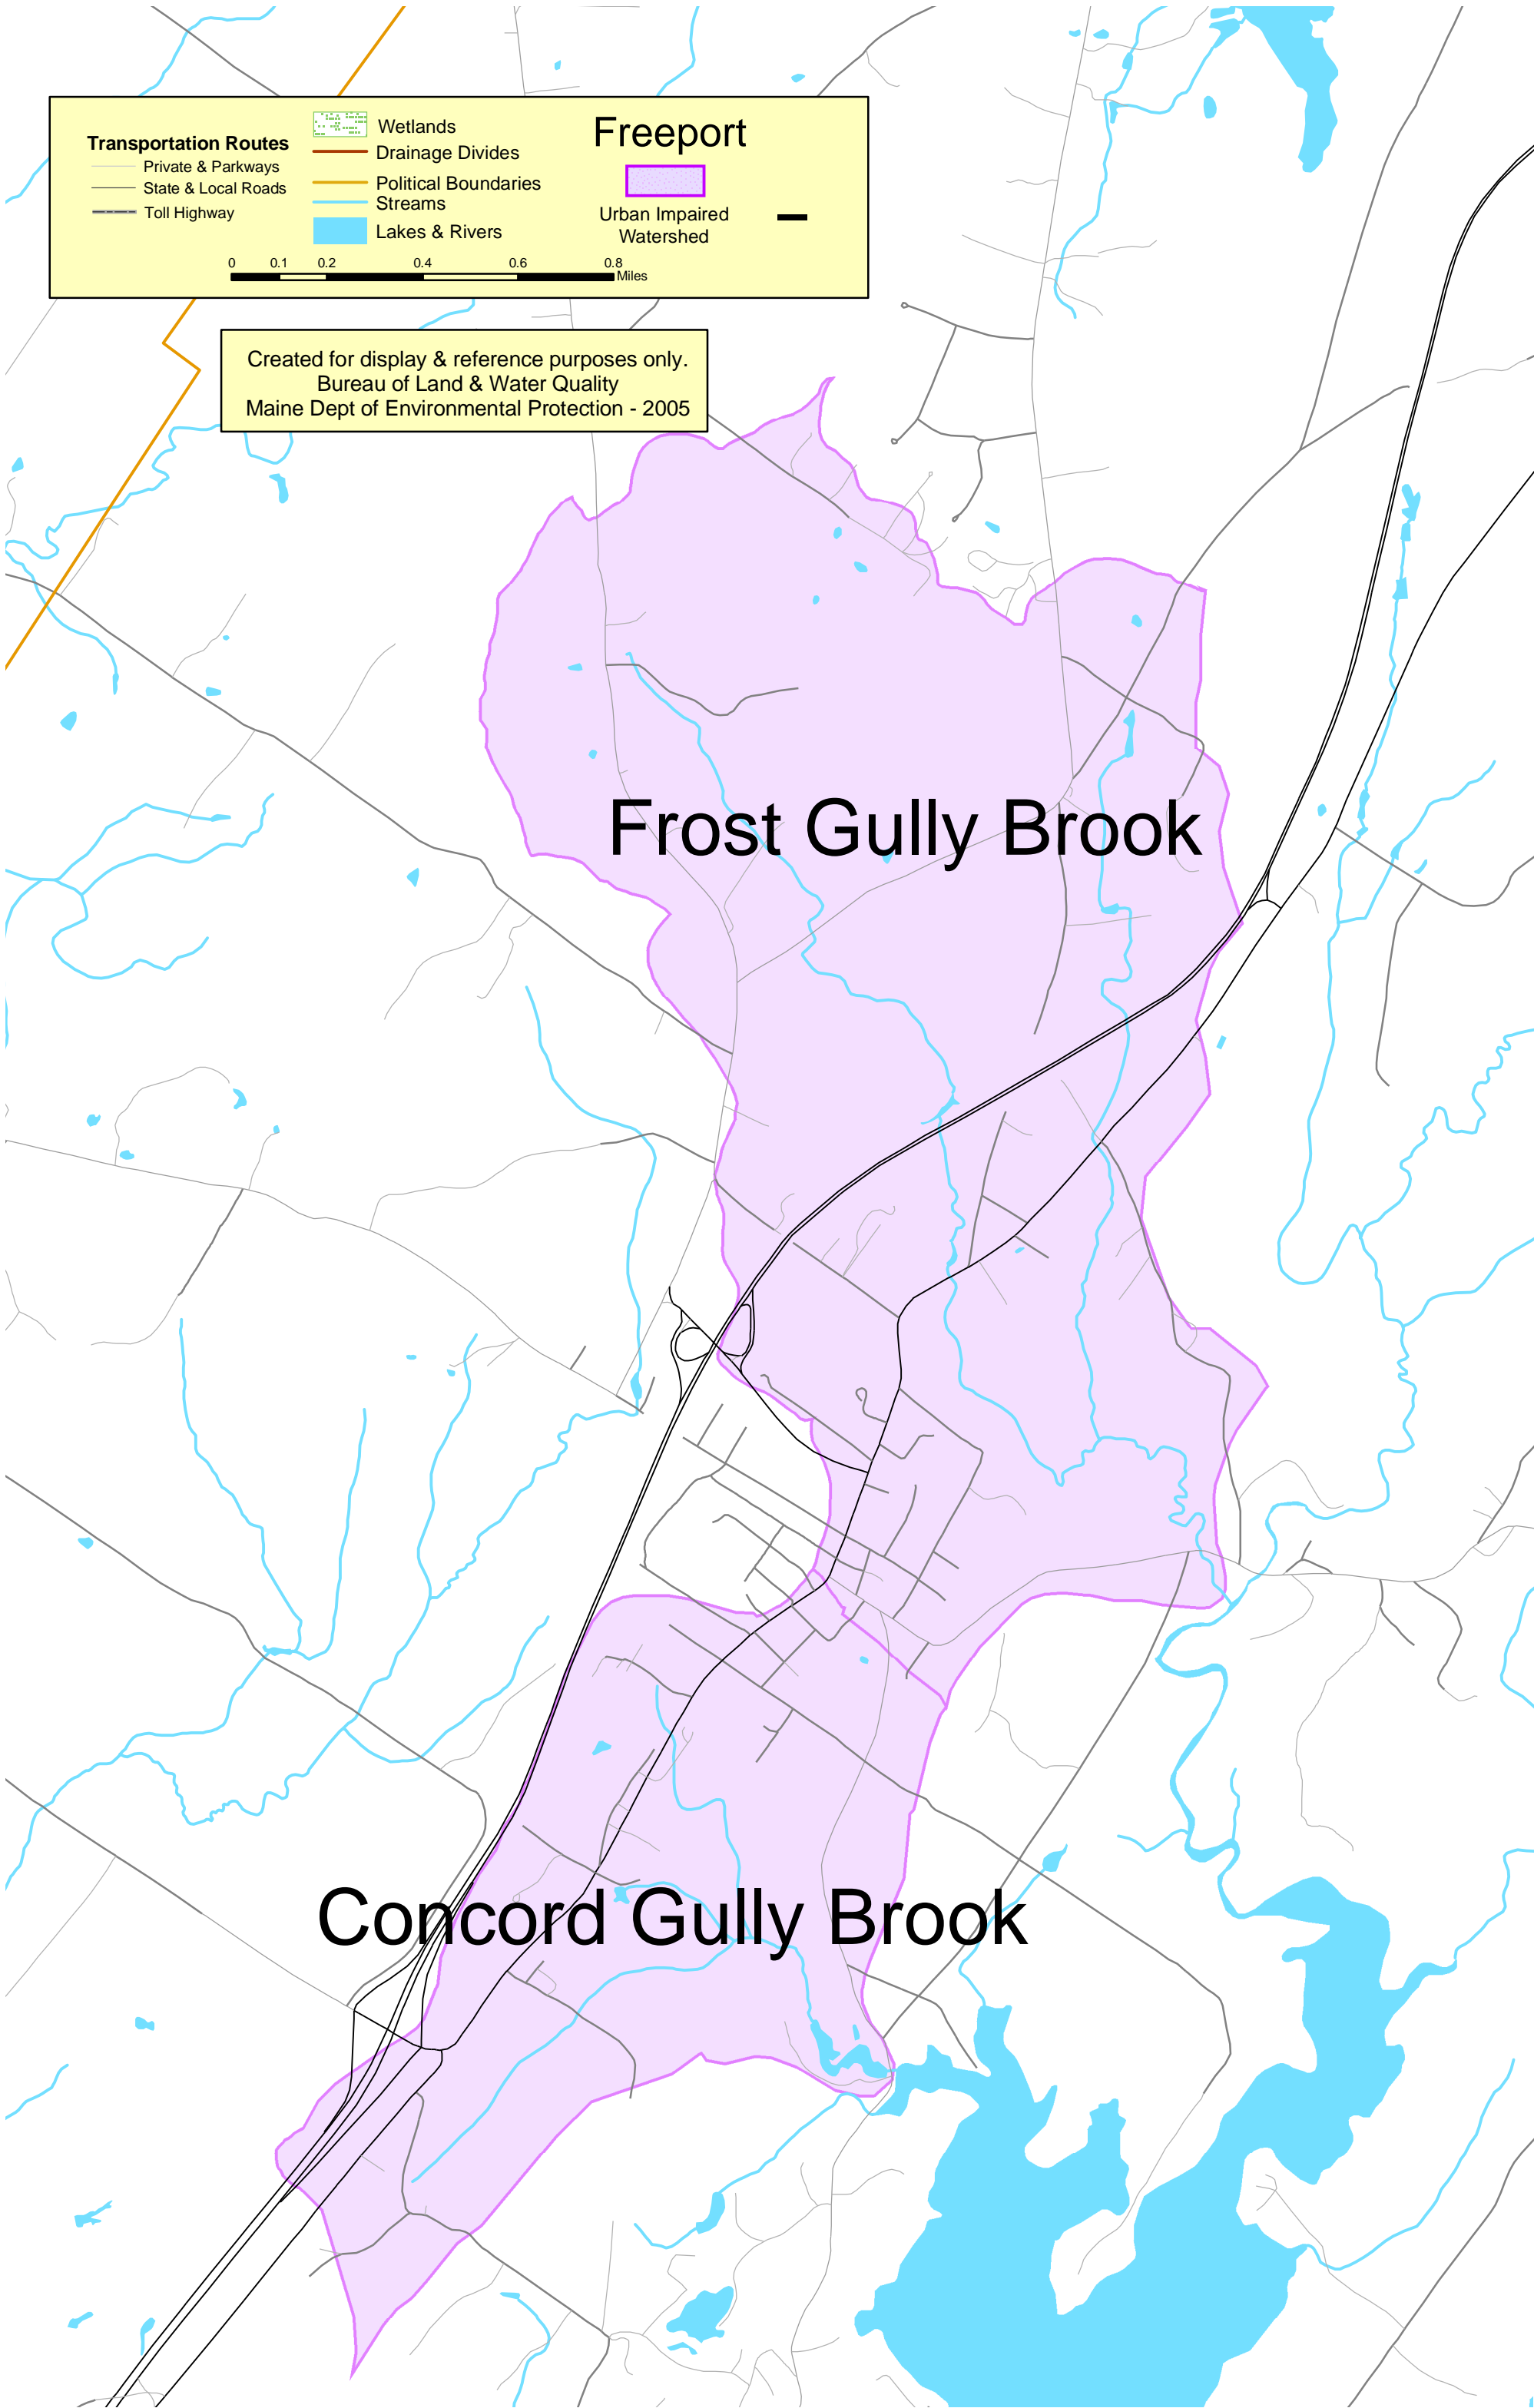 Transportation Routes
Private & Parkways
State & Local Roads
Toll Highway
Wetlands
Drainage Divides
Political Boundaries
Streams
Lakes & Rivers
Freeport
Urban Impaired
Watershed
0 0.1 0.2 0.4 0.6 0.8
Miles
Created for display & reference purposes only.
Bureau of Land & Water Quality
Maine Dept of Environmental Protection - 2005
Frost Gully Brook
Concord Gully Brook